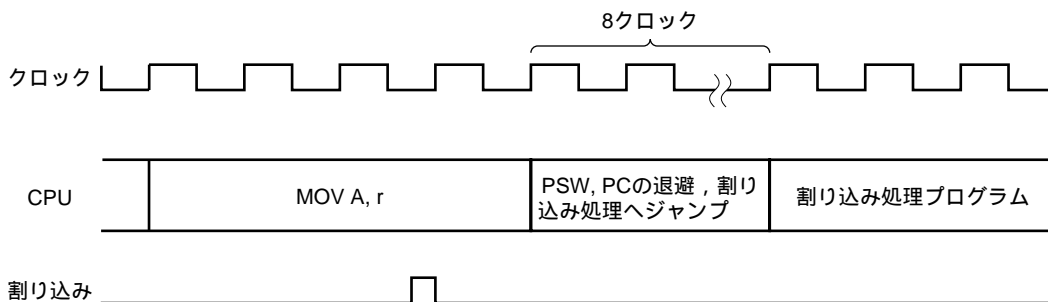 8クロック
クロック
CPU
MOV A, r
PSW, PCの退避，割り
込み処理へジャンプ
割り込み処理プログラム
割り込み